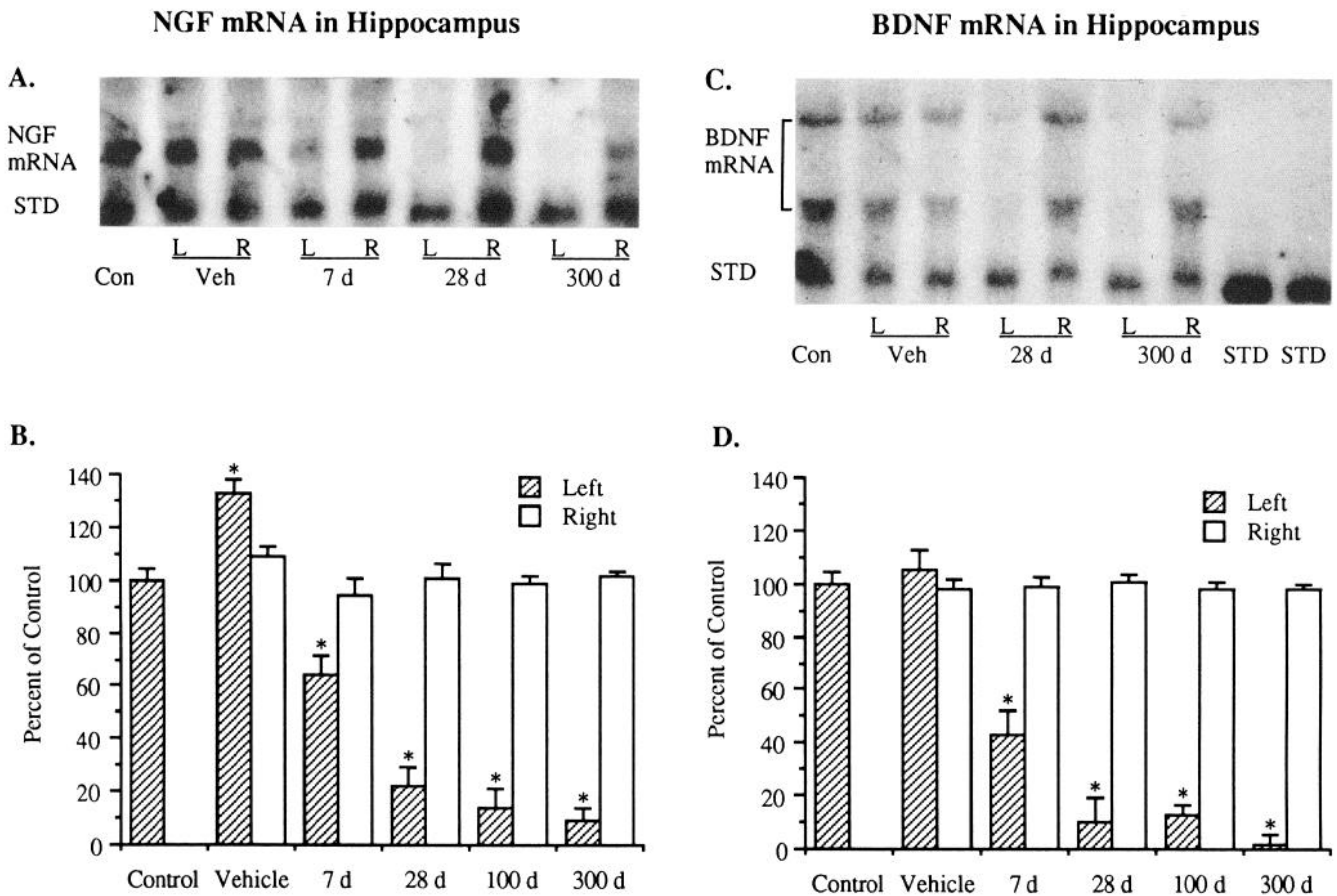 NGF mRNA in Hippocampus
A.
NGF
mRNA
STD
L R L R L R L R
Con Veh 7 d 28 d 300 d
BDNF mRNA in Hippocampus
C.
BDNF
mRNA
STD
L R L R L R
Con Veh 28 d 300 d STD STD
B.
Percent of Control
140
120
100
80
60
40
20
0
* * * * *
Left
Right
Control Vehicle 7 d 28 d 100 d 300 d
D.
Percent of Control
140
120
100
80
60
40
20
0
* * * *
Left
Right
Control Vehicle 7 d 28 d 100 d 300 d